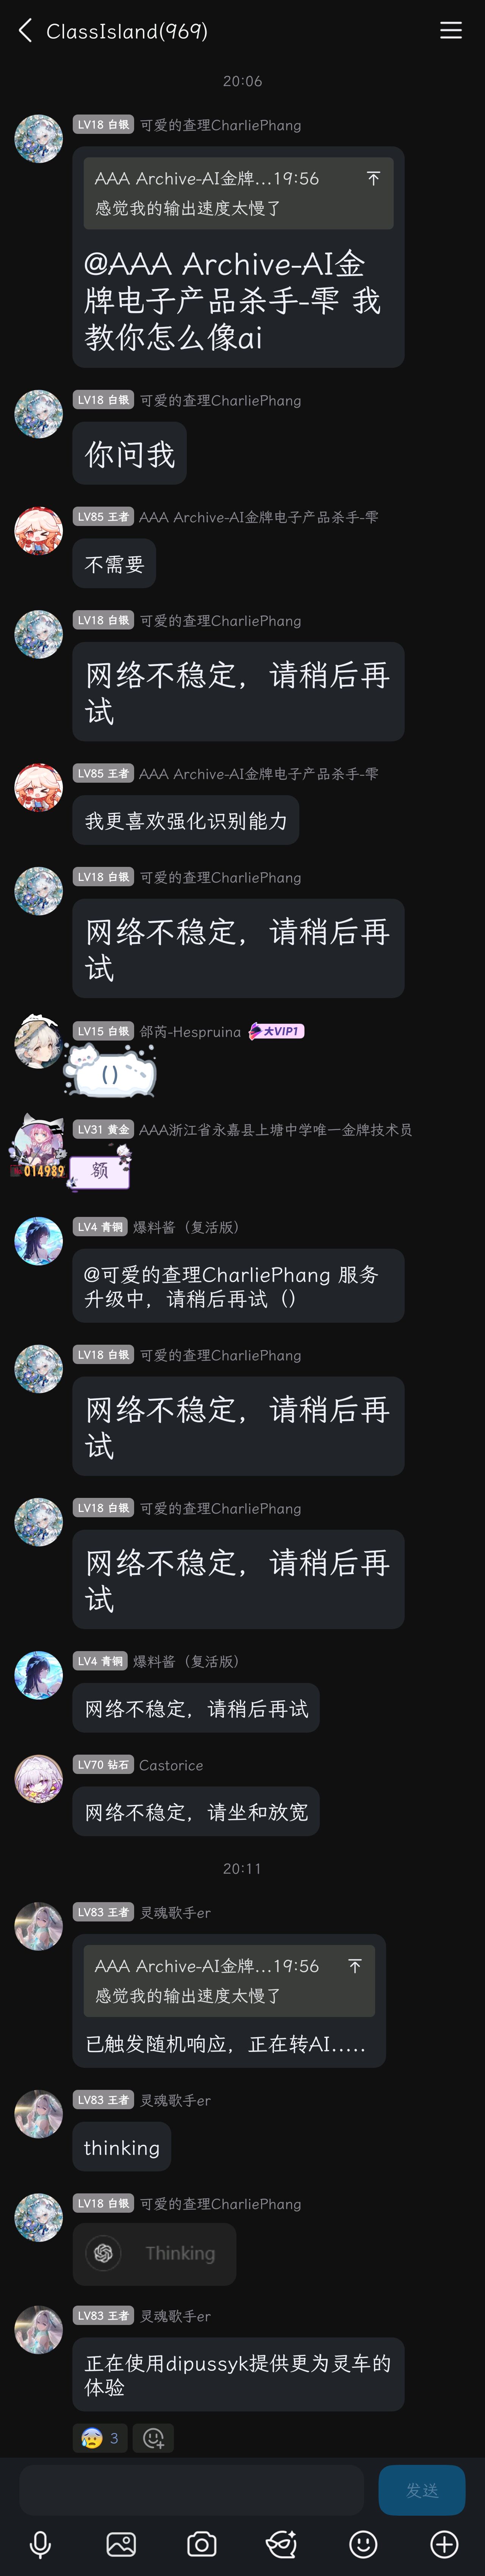 ClassIsland(969)
20:06
LV18 白银 可爱的查理CharliePhang
AAA Archive-AI金牌...19:56
感觉我的输出速度太慢了
@AAA Archive-AI金
牌电子产品杀手-雫 我
教你怎么像ai
LV18 白银 可爱的查理CharliePhang
你问我
LV85 王者 AAA Archive-AI金牌电子产品杀手-雫
不需要
LV18 白银 可爱的查理CharliePhang
网络不稳定，请稍后再
试
LV85 王者 AAA Archive-AI金牌电子产品杀手-雫
我更喜欢强化识别能力
LV18 白银 可爱的查理CharliePhang
网络不稳定，请稍后再
试
LV15 白银 郃芮-Hespruina 大VIP1
()
LV31 黄金 AAA浙江省永嘉县上塘中学唯一金牌技术员
014989
额
LV4 青铜 爆料酱（复活版）
@可爱的查理CharliePhang 服务
升级中，请稍后再试（）
LV18 白银 可爱的查理CharliePhang
网络不稳定，请稍后再
试
LV18 白银 可爱的查理CharliePhang
网络不稳定，请稍后再
试
LV4 青铜 爆料酱（复活版）
网络不稳定，请稍后再试
LV70 钻石 Castorice
网络不稳定，请坐和放宽
20:11
LV83 王者 灵魂歌手er
AAA Archive-AI金牌...19:56
感觉我的输出速度太慢了
已触发随机响应，正在转AI.....
LV83 王者 灵魂歌手er
thinking
LV18 白银 可爱的查理CharliePhang
Thinking
LV83 王者 灵魂歌手er
正在使用dipussyk提供更为灵车的
体验
3
发送